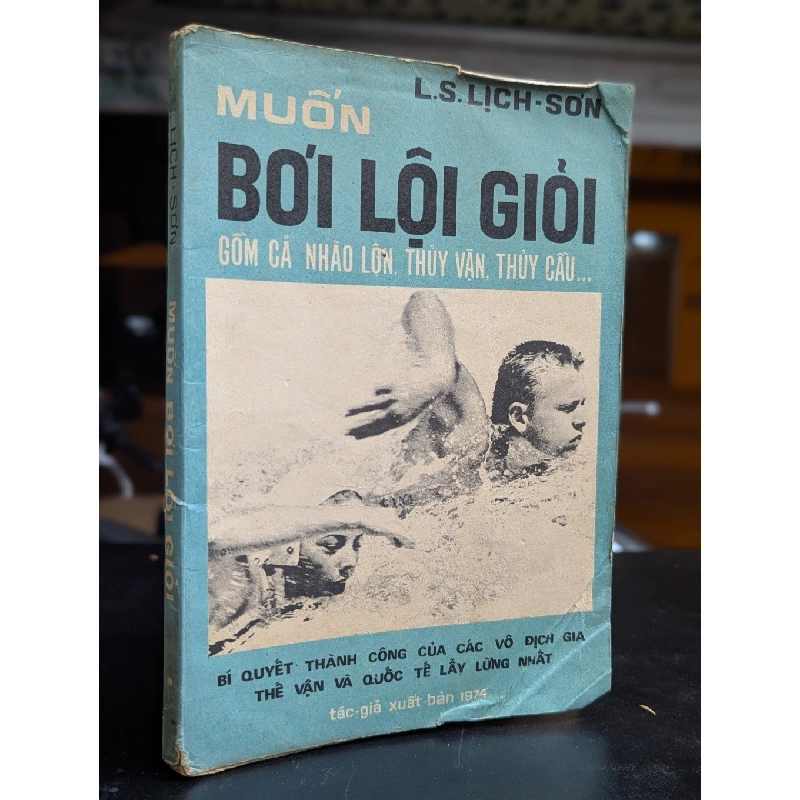 L.S. LỊCH-SƠN
MUỐN
BƠI LỘI GIỎI
GỒM CẢ NHÀO LỘN, THỦY VẬN, THỦY CẦU...
BÍ QUYẾT THÀNH CÔNG CỦA CÁC VÔ ĐỊCH GIA
THẾ VẬN VÀ QUỐC TẾ LẪY LỪNG NHẤT
tác-giả xuất-bản 1974
L.S. LỊCH-SƠN MUỐN BƠI LỘI GIỎI